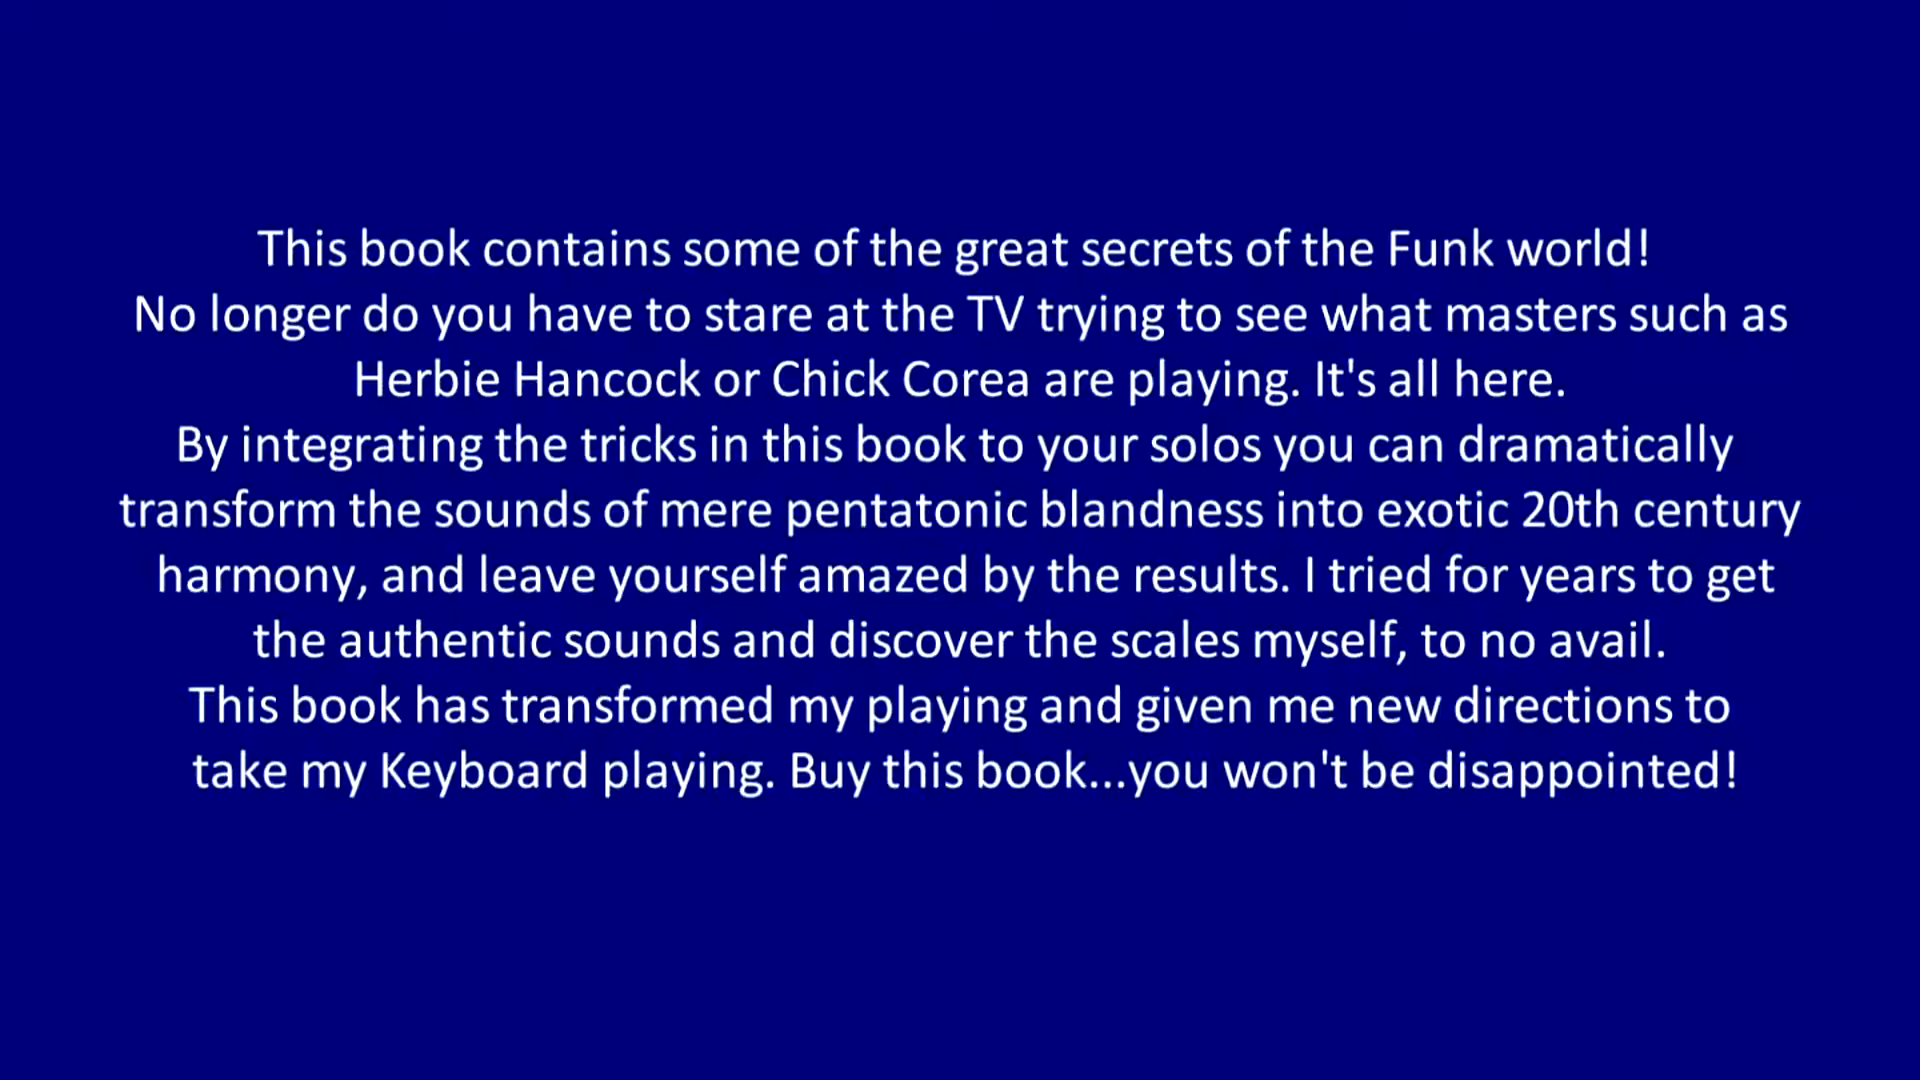 This book contains some of the great secrets of the Funk world!
No longer do you have to stare at the TV trying to see what masters such as
Herbie Hancock or Chick Corea are playing. It's all here.
By integrating the tricks in this book to your solos you can dramatically
transform the sounds of mere pentatonic blandness into exotic 20th century
harmony, and leave yourself amazed by the results. I tried for years to get
the authentic sounds and discover the scales myself, to no avail.
This book has transformed my playing and given me new directions to
take my Keyboard playing. Buy this book...you won't be disappointed!